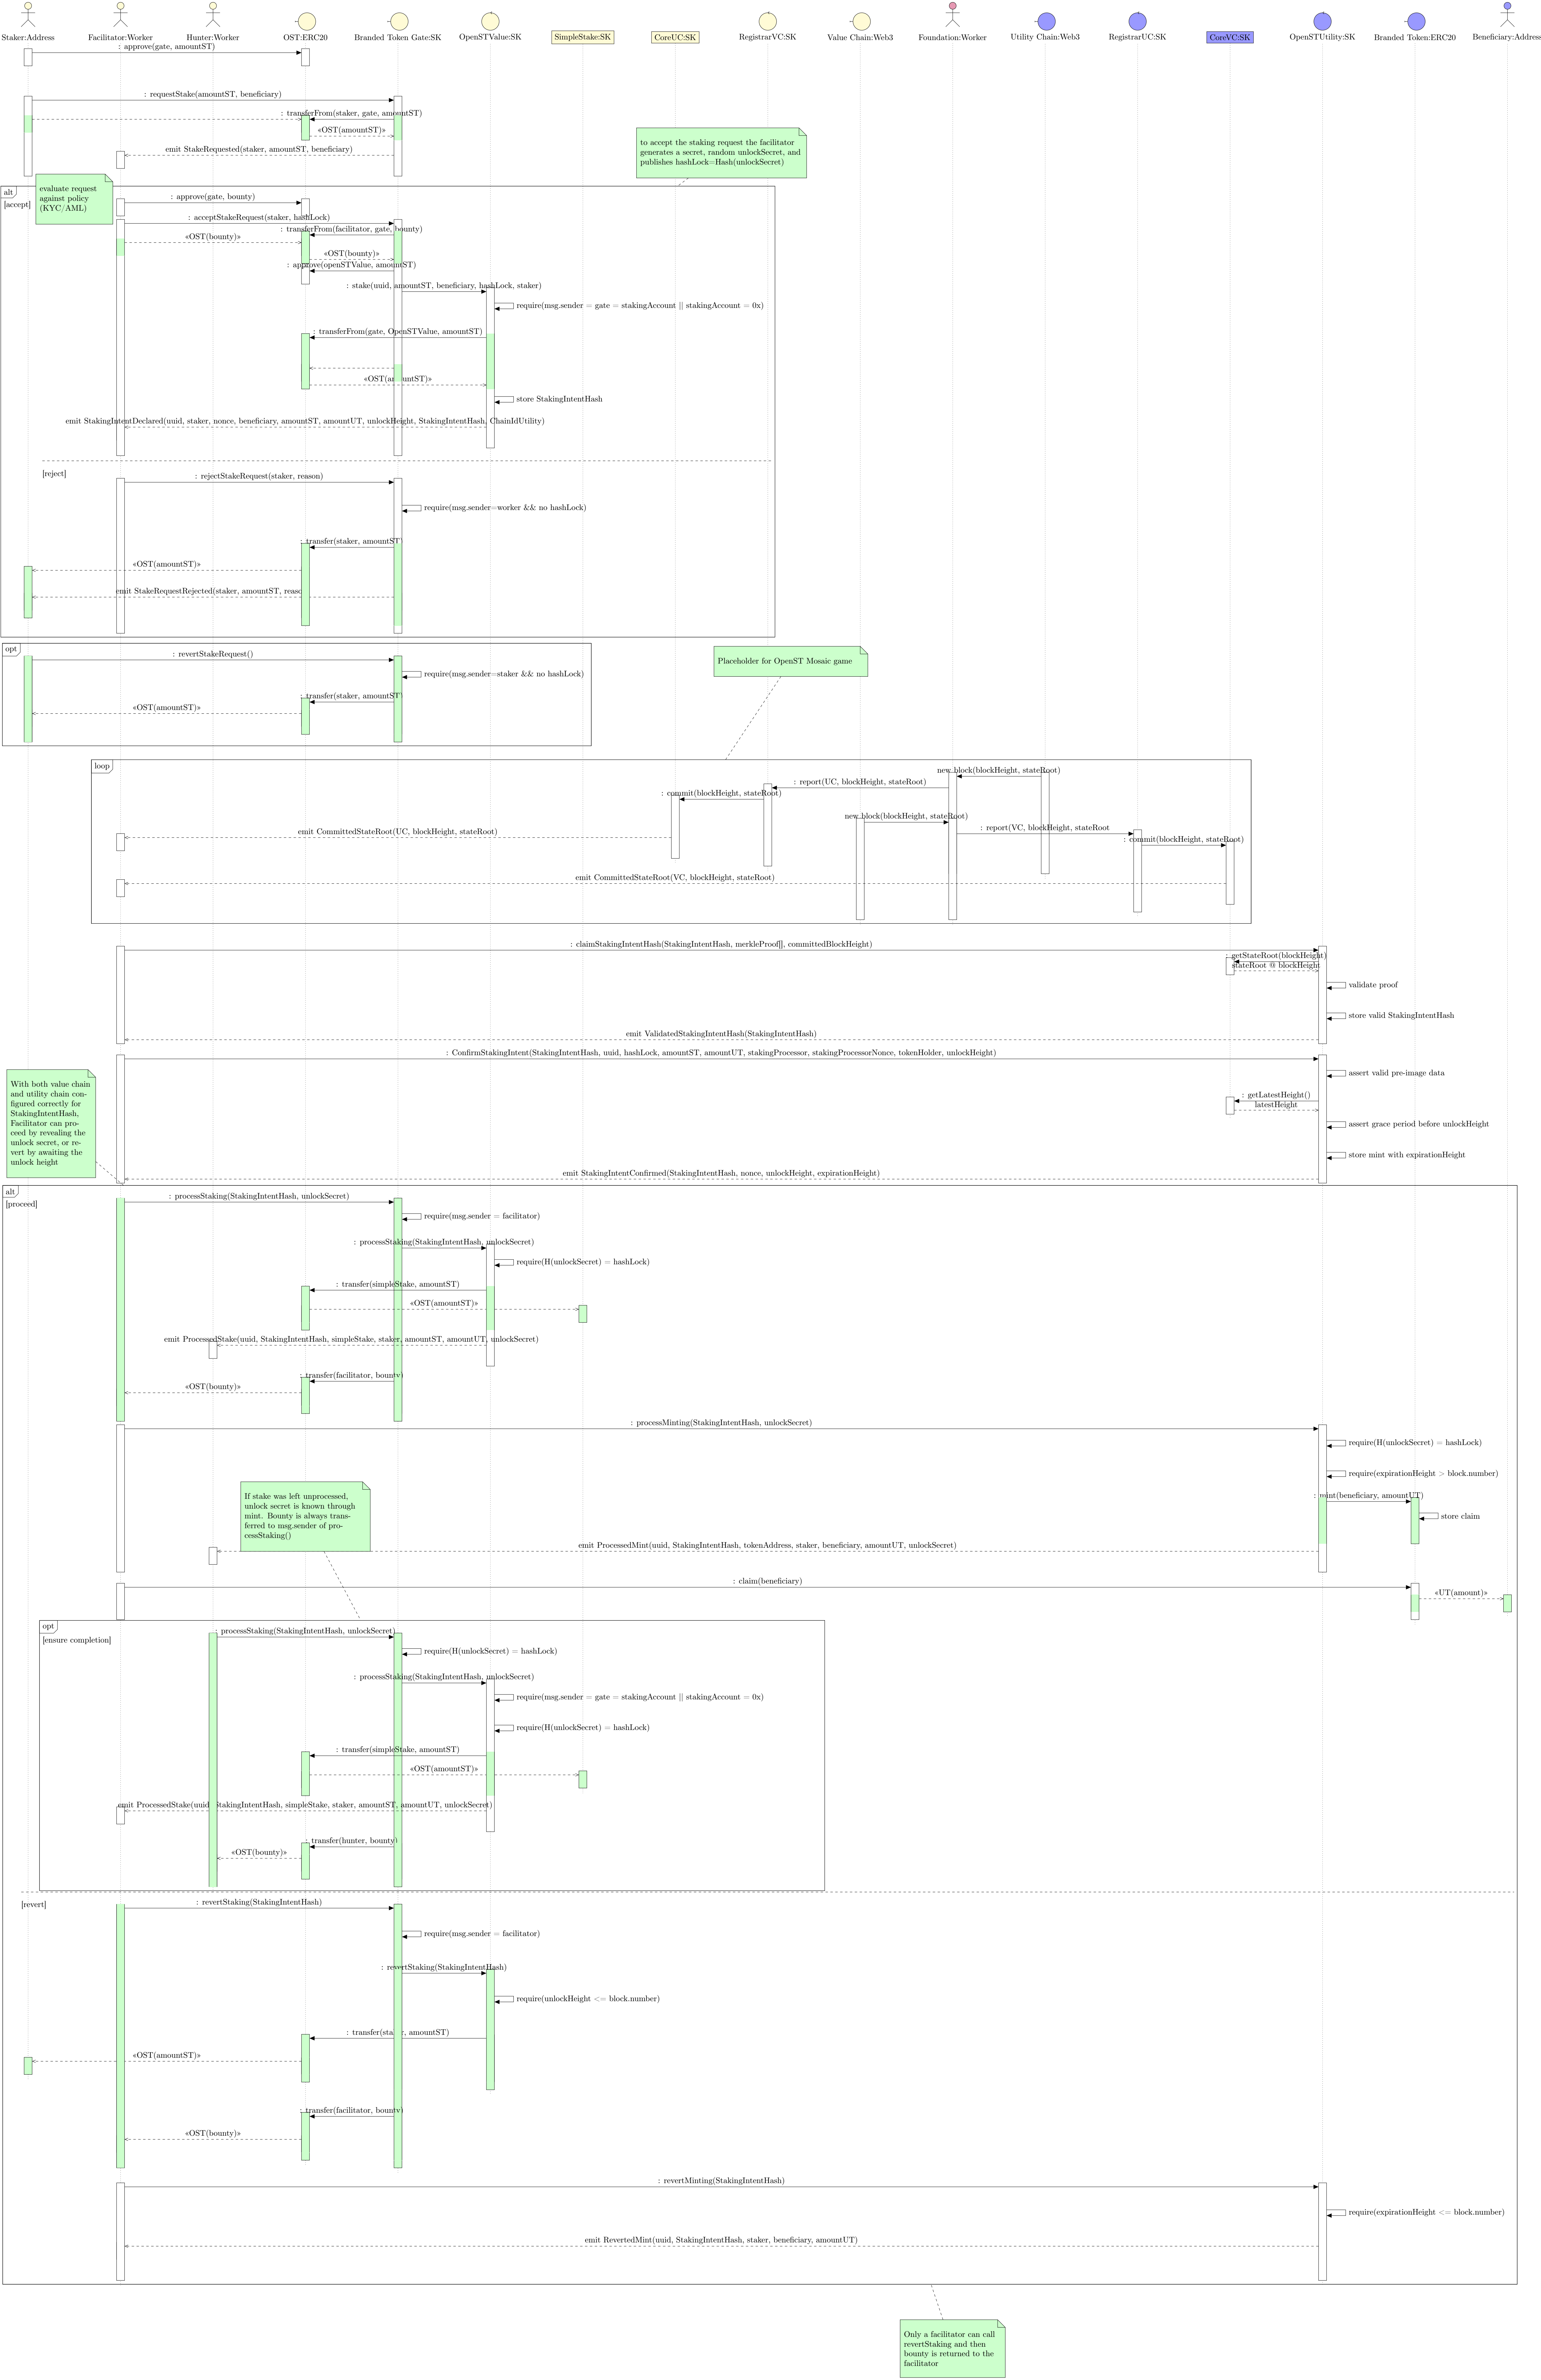 Staker:Address
Facilitator:Worker
Hunter:Worker
OST:ERC20
Branded Token Gate:SK
OpenSTValue:SK
SimpleStake:SK
CoreUC:SK
RegistrarVC:SK
Value Chain:Web3
Foundation:Worker
Utility Chain:Web3
RegistrarUC:SK
CoreVC:SK
OpenSTUtility:SK
Branded Token:ERC20
Beneficiary:Address
: approve(gate, amountST)
: requestStake(amountST, beneficiary)
: transferFrom(staker, gate, amountST)
«OST(amountST)»
emit StakeRequested(staker, amountST, beneficiary)
to accept the staking request the facilitator
generates a secret, random unlockSecret, and
publishes hashLock=Hash(unlockSecret)
alt
[accept]
evaluate request
against policy
(KYC/AML)
: approve(gate, bounty)
: acceptStakeRequest(staker, hashLock)
: transferFrom(facilitator, gate, bounty)
«OST(bounty)»
«OST(bounty)»
: approve(openSTValue, amountST)
: stake(uuid, amountST, beneficiary, hashLock, staker)
require(msg.sender = gate = stakingAccount || stakingAccount = 0x)
: transferFrom(gate, OpenSTValue, amountST)
«OST(amountST)»
store StakingIntentHash
emit StakingIntentDeclared(uuid, staker, nonce, beneficiary, amountST, amountUT, unlockHeight, StakingIntentHash, ChainIdUtility)
[reject]
: rejectStakeRequest(staker, reason)
require(msg.sender=worker && no hashLock)
: transfer(staker, amountST)
«OST(amountST)»
emit StakeRequestRejected(staker, amountST, reaso
opt
: revertStakeRequest()
require(msg.sender=staker && no hashLock)
: transfer(staker, amountST)
«OST(amountST)»
Placeholder for OpenST Mosaic game
loop
new block(blockHeight, stateRoot)
: report(UC, blockHeight, stateRoot)
: commit(blockHeight, stateRoot)
new block(blockHeight, stateRoot)
: report(VC, blockHeight, stateRoot
emit CommittedStateRoot(UC, blockHeight, stateRoot)
: commit(blockHeight, stateRoot)
emit CommittedStateRoot(VC, blockHeight, stateRoot)
: claimStakingIntentHash(StakingIntentHash, merkleProof[], committedBlockHeight)
: getStateRoot(blockHeight)
stateRoot @ blockHeight
validate proof
store valid StakingIntentHash
emit ValidatedStakingIntentHash(StakingIntentHash)
: ConfirmStakingIntent(StakingIntentHash, uuid, hashLock, amountST, amountUT, stakingProcessor, stakingProcessorNonce, tokenHolder, unlockHeight)
assert valid pre-image data
With both value chain
and utility chain con-
figured correctly for
StakingIntentHash,
Facilitator can pro-
ceed by revealing the
unlock secret, or re-
vert by awaiting the
unlock height
: getLatestHeight()
latestHeight
assert grace period before unlockHeight
store mint with expirationHeight
emit StakingIntentConfirmed(StakingIntentHash, nonce, unlockHeight, expirationHeight)
alt
[proceed]
: processStaking(StakingIntentHash, unlockSecret)
require(msg.sender = facilitator)
: processStaking(StakingIntentHash, unlockSecret)
require(H(unlockSecret) = hashLock)
: transfer(simpleStake, amountST)
«OST(amountST)»
emit ProcessedStake(uuid, StakingIntentHash, simpleStake, staker, amountST, amountUT, unlockSecret)
: transfer(facilitator, bounty)
«OST(bounty)»
: processMinting(StakingIntentHash, unlockSecret)
require(H(unlockSecret) = hashLock)
require(expirationHeight > block.number)
If stake was left unprocessed,
unlock secret is known through
mint. Bounty is always trans-
ferred to msg.sender of pro-
cessStaking()
: mint(beneficiary, amountUT)
store claim
emit ProcessedMint(uuid, StakingIntentHash, tokenAddress, staker, beneficiary, amountUT, unlockSecret)
: claim(beneficiary)
«UT(amount)»
opt
[ensure completion]
: processStaking(StakingIntentHash, unlockSecret)
require(H(unlockSecret) = hashLock)
: processStaking(StakingIntentHash, unlockSecret)
require(msg.sender = gate = stakingAccount || stakingAccount = 0x)
require(H(unlockSecret) = hashLock)
: transfer(simpleStake, amountST)
«OST(amountST)»
emit ProcessedStake(uuid, StakingIntentHash, simpleStake, staker, amountST, amountUT, unlockSecret)
: transfer(hunter, bounty)
«OST(bounty)»
[revert]
: revertStaking(StakingIntentHash)
require(msg.sender = facilitator)
: revertStaking(StakingIntentHash)
require(unlockHeight <= block.number)
: transfer(staker, amountST)
«OST(amountST)»
: transfer(facilitator, bounty)
«OST(bounty)»
: revertMinting(StakingIntentHash)
require(expirationHeight <= block.number)
emit RevertedMint(uuid, StakingIntentHash, staker, beneficiary, amountUT)
Only a facilitator can call
revertStaking and then
bounty is returned to the
facilitator